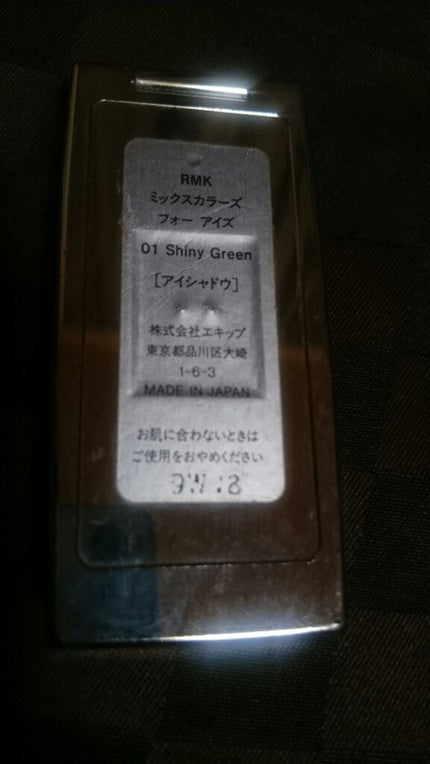 RMK
ミックスカラーズ
フォー アイズ
01 Shiny Green
[アイシャドウ]
株式会社エキップ
東京都品川区大崎
1-6-3
MADE IN JAPAN
お肌に合わないときは
ご使用をおやめください